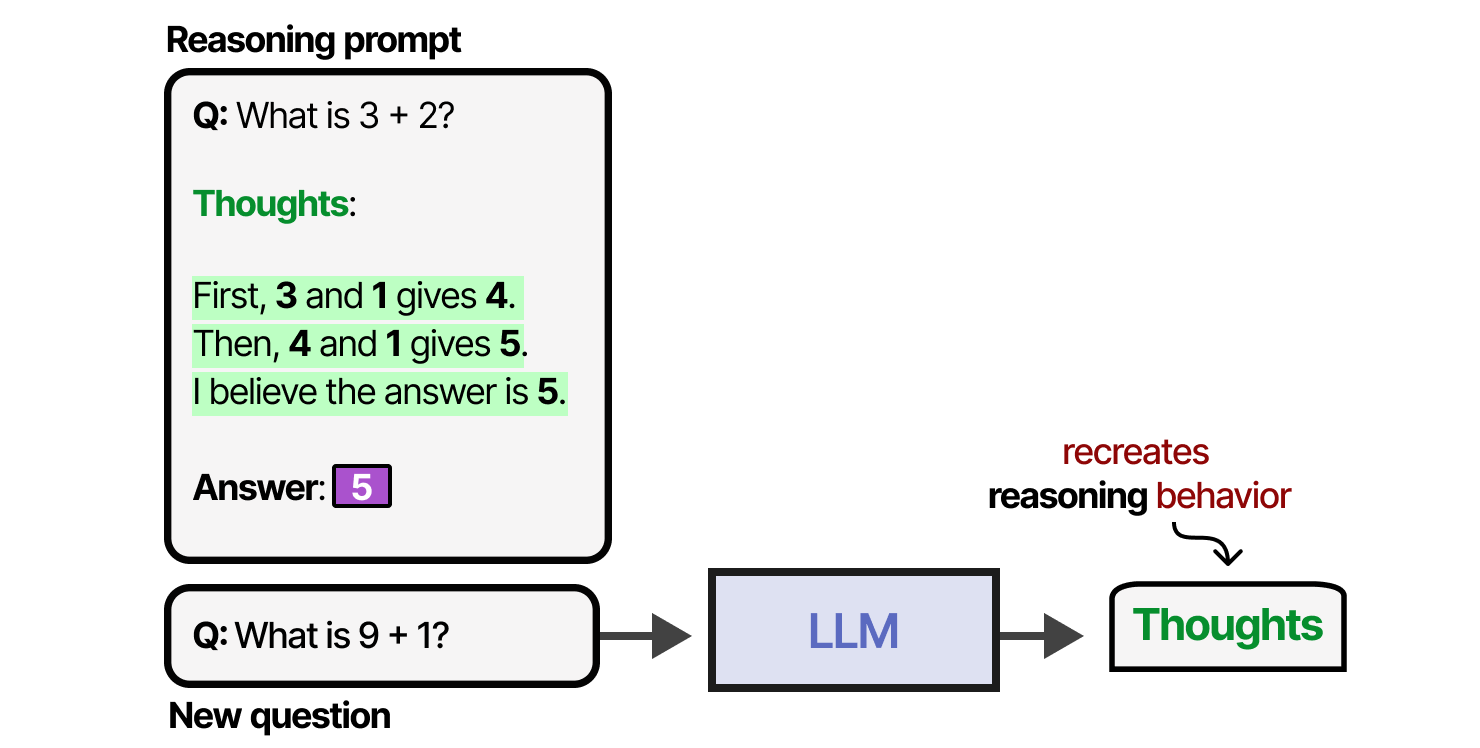 Reasoning prompt
Q: What is 3 + 2?
Thoughts:
First, 3 and 1 gives 4.
Then, 4 and 1 gives 5.
I believe the answer is 5.
Answer: 5
Q: What is 9 + 1?
New question
LLM
recreates
reasoning behavior
Thoughts